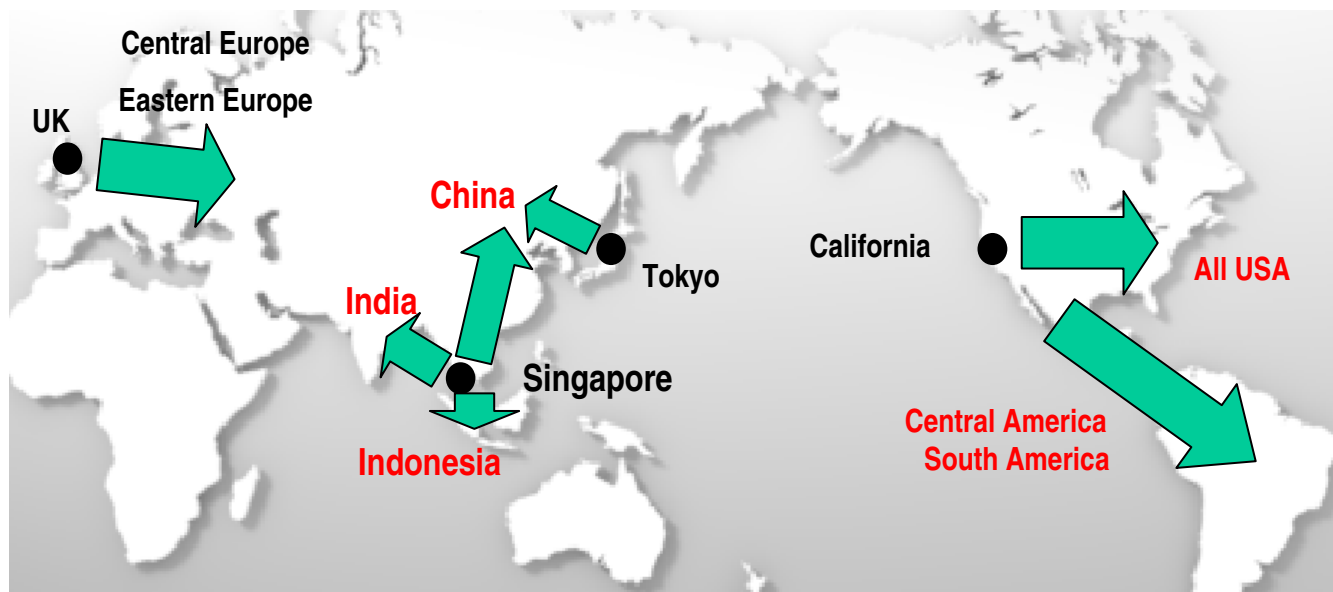 Central Europe
Eastern Europe
UK
China
Tokyo
India
Singapore
Indonesia
California
All USA
Central America
South America